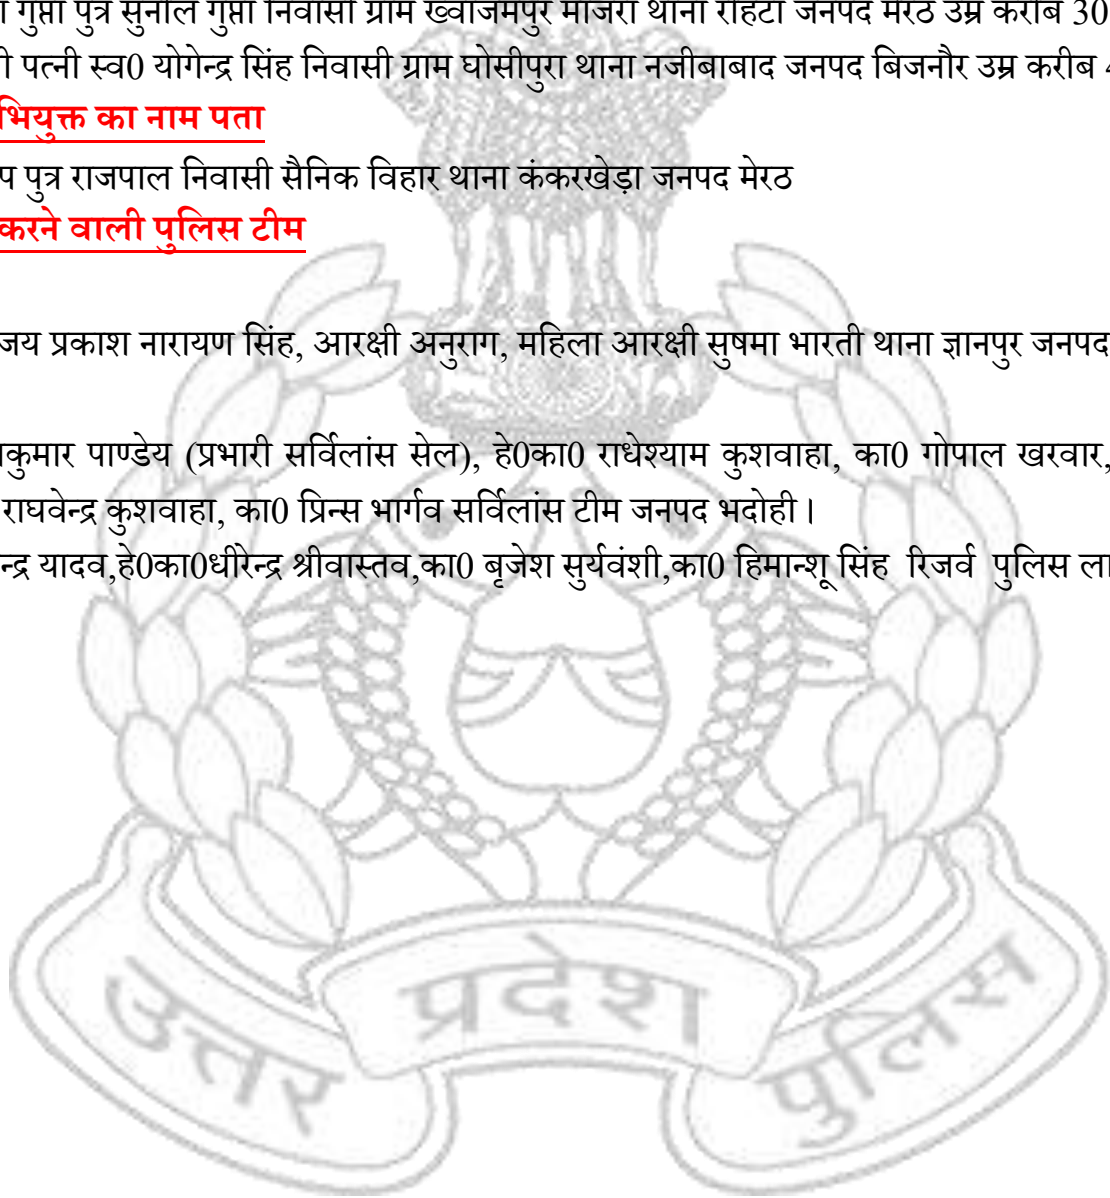 गुप्ता पुत्र सुनील गुप्ता निवासी ग्राम ख्वाजमपुर माजरा थाना रोहटा जनपद मेरठ उम्र करीब 30
पत्नी स्व0 योगेन्द्र सिंह निवासी ग्राम घोसीपुरा थाना नजीबाबाद जनपद बिजनौर उम्र करीब
भियुक्त का नाम पता
प पुत्र राजपाल निवासी सैनिक विहार थाना कंकरखेड़ा जनपद मेरठ
करने वाली पुलिस टीम
जय प्रकाश नारायण सिंह, आरक्षी अनुराग, महिला आरक्षी सुषमा भारती थाना ज्ञानपुर जनपद
कुमार पाण्डेय (प्रभारी सर्विलांस सेल), हे0का0 राधेश्याम कुशवाहा, का0 गोपाल खरवार,
राघवेन्द्र कुशवाहा, का0 प्रिन्स भार्गव सर्विलांस टीम जनपद भदोही।
न्द्र यादव,हे0का0धीरेन्द्र श्रीवास्तव,का0 बृजेश सुर्यवंशी,का0 हिमान्शू सिंह रिजर्व पुलिस ला
उत्तर प्रदेश पुलिस